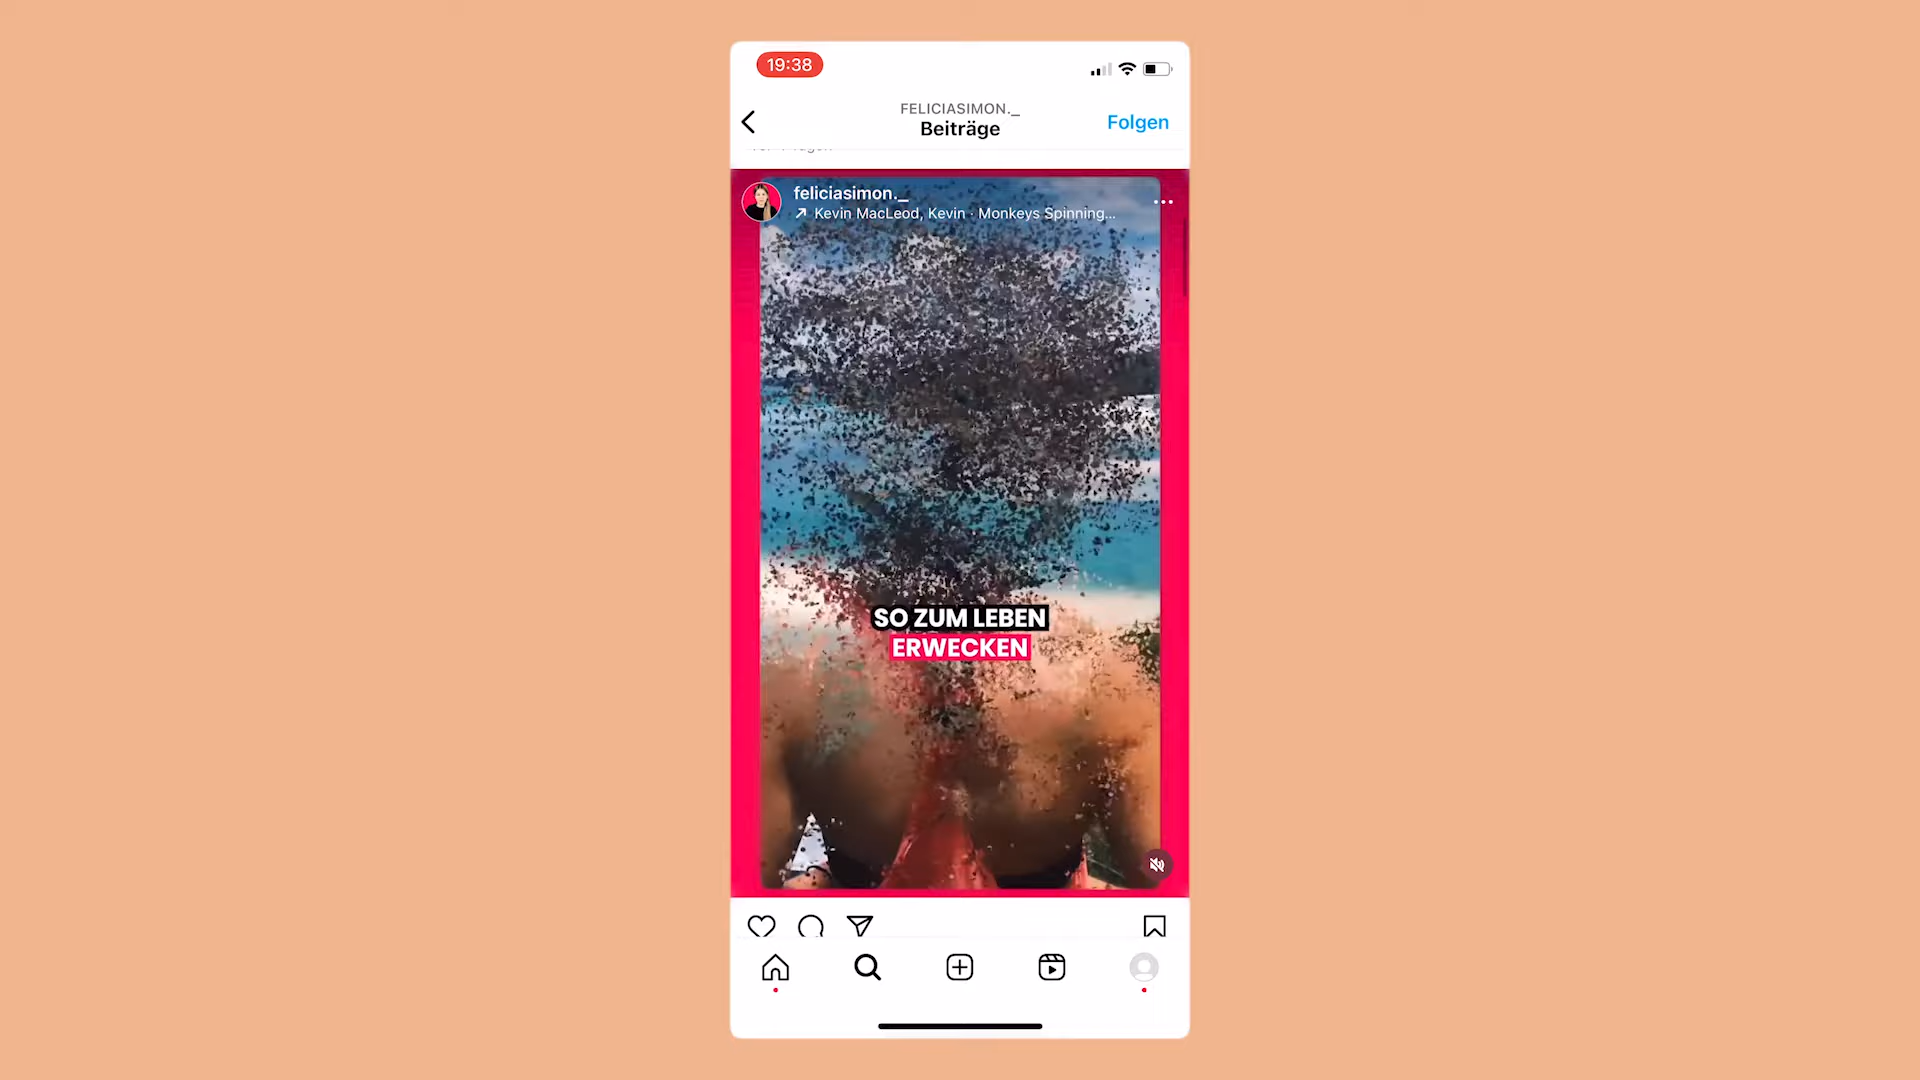 19:38
FELICIASIMON._
Beiträge
Folgen
feliciasimon._
Kevin MacLeod, Kevin · Monkeys Spinning...
SO ZUM LEBEN
ERWECKEN